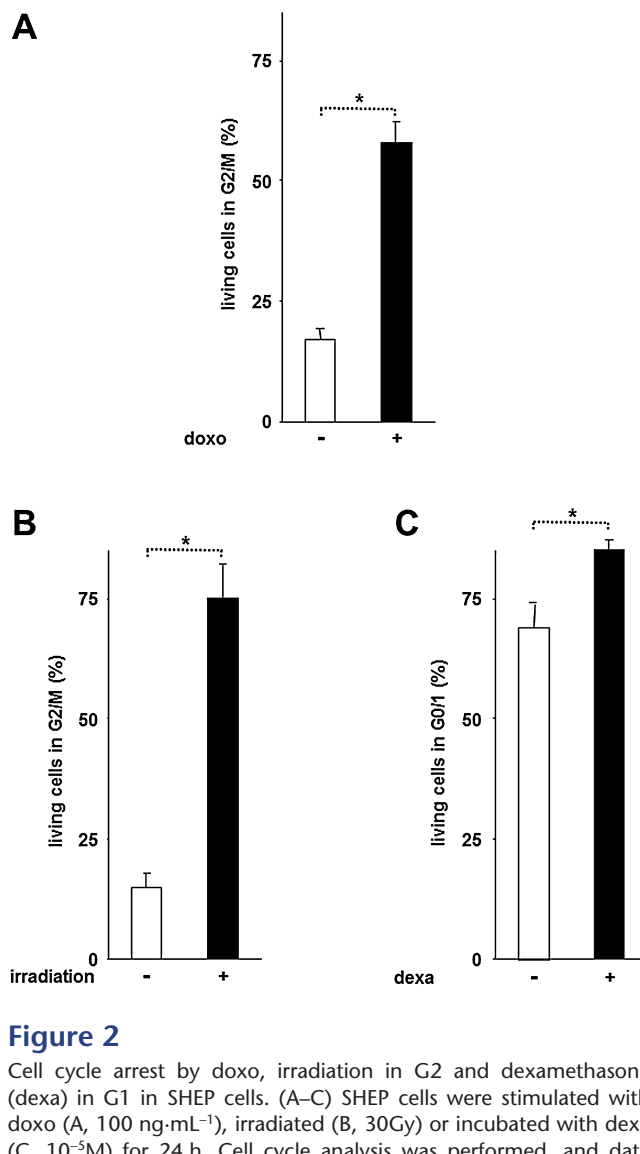 A
75
*
living cells in G2/M (%)
50
25
0
doxo - +
B
*
75
living cells in G2/M (%)
50
25
0
irradiation - +
C
*
75
living cells in G0/1 (%)
50
25
0
dexa - +
Figure 2
Cell cycle arrest by doxo, irradiation in G2 and dexamethason
(dexa) in G1 in SHEP cells. (A–C) SHEP cells were stimulated wit
doxo (A, 100 ng·mL⁻¹), irradiated (B, 30Gy) or incubated with dex
(C, 10⁻⁵M) for 24 h. Cell cycle analysis was performed, and dat